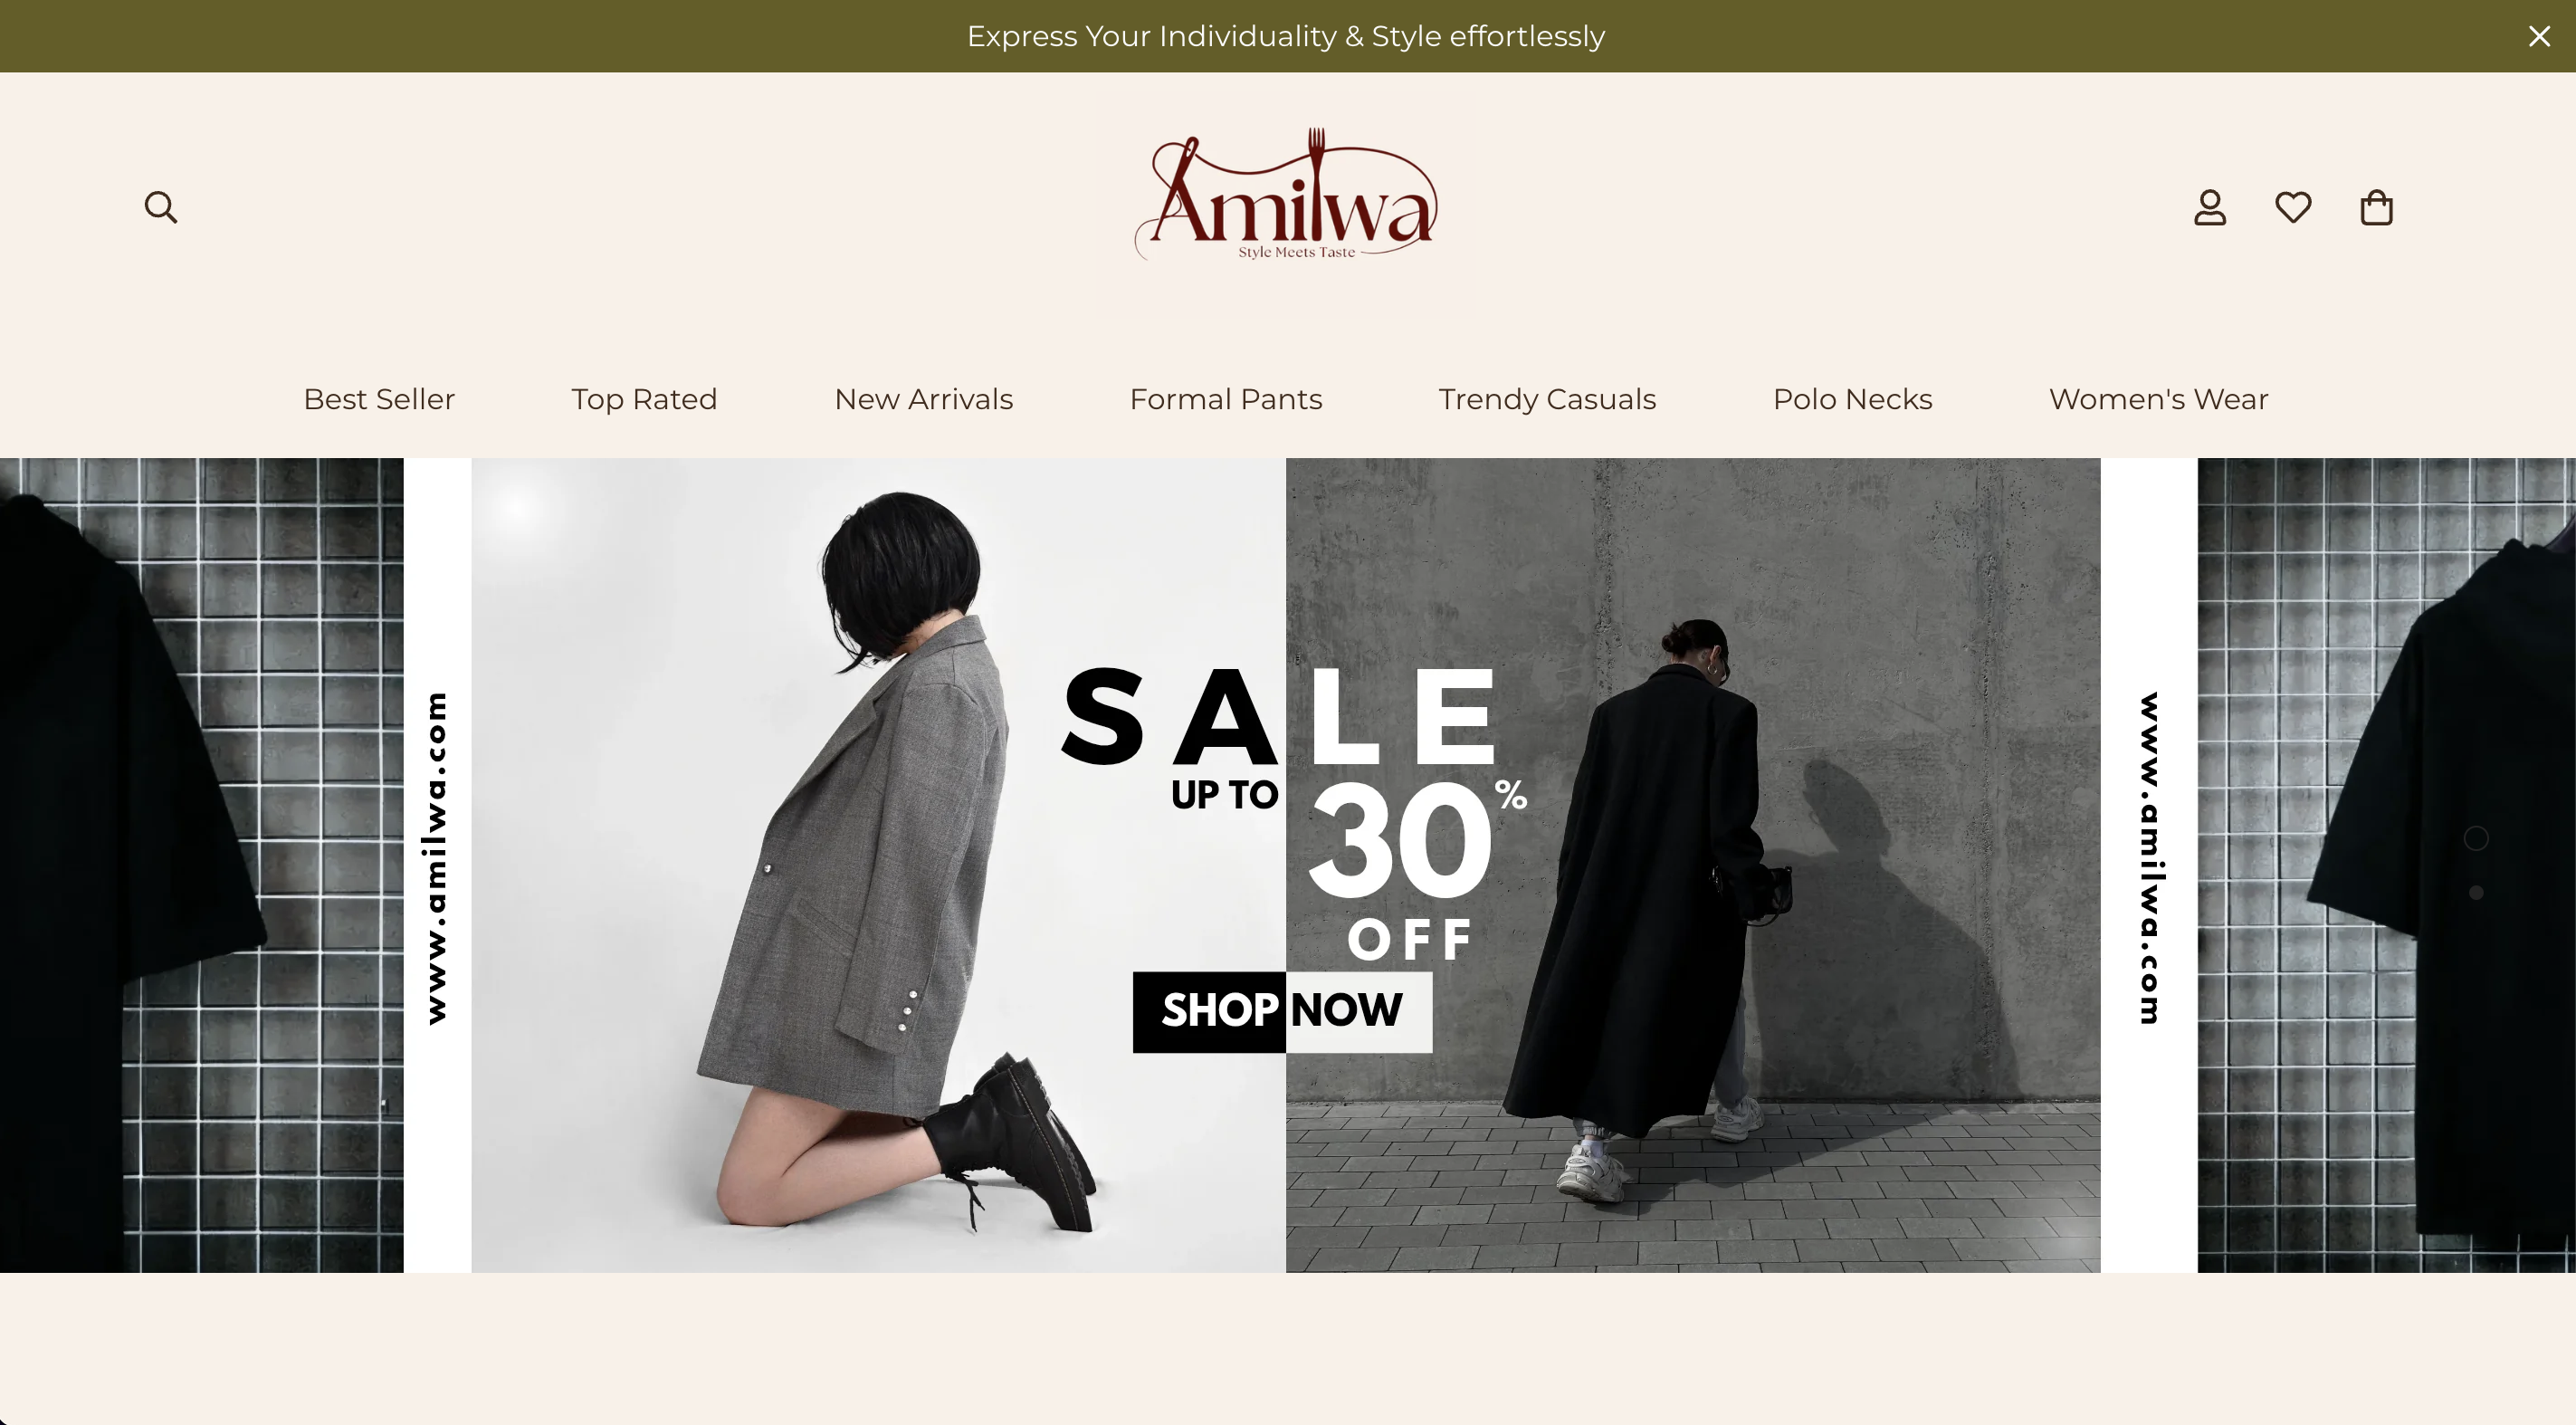 Express Your Individuality & Style effortlessly
Amilwa
Style Meets Taste
Best Seller
Top Rated
New Arrivals
Formal Pants
Trendy Casuals
Polo Necks
Women's Wear
www.amilwa.com
SALE
UP TO
30%
OFF
SHOP NOW
www.amilwa.com